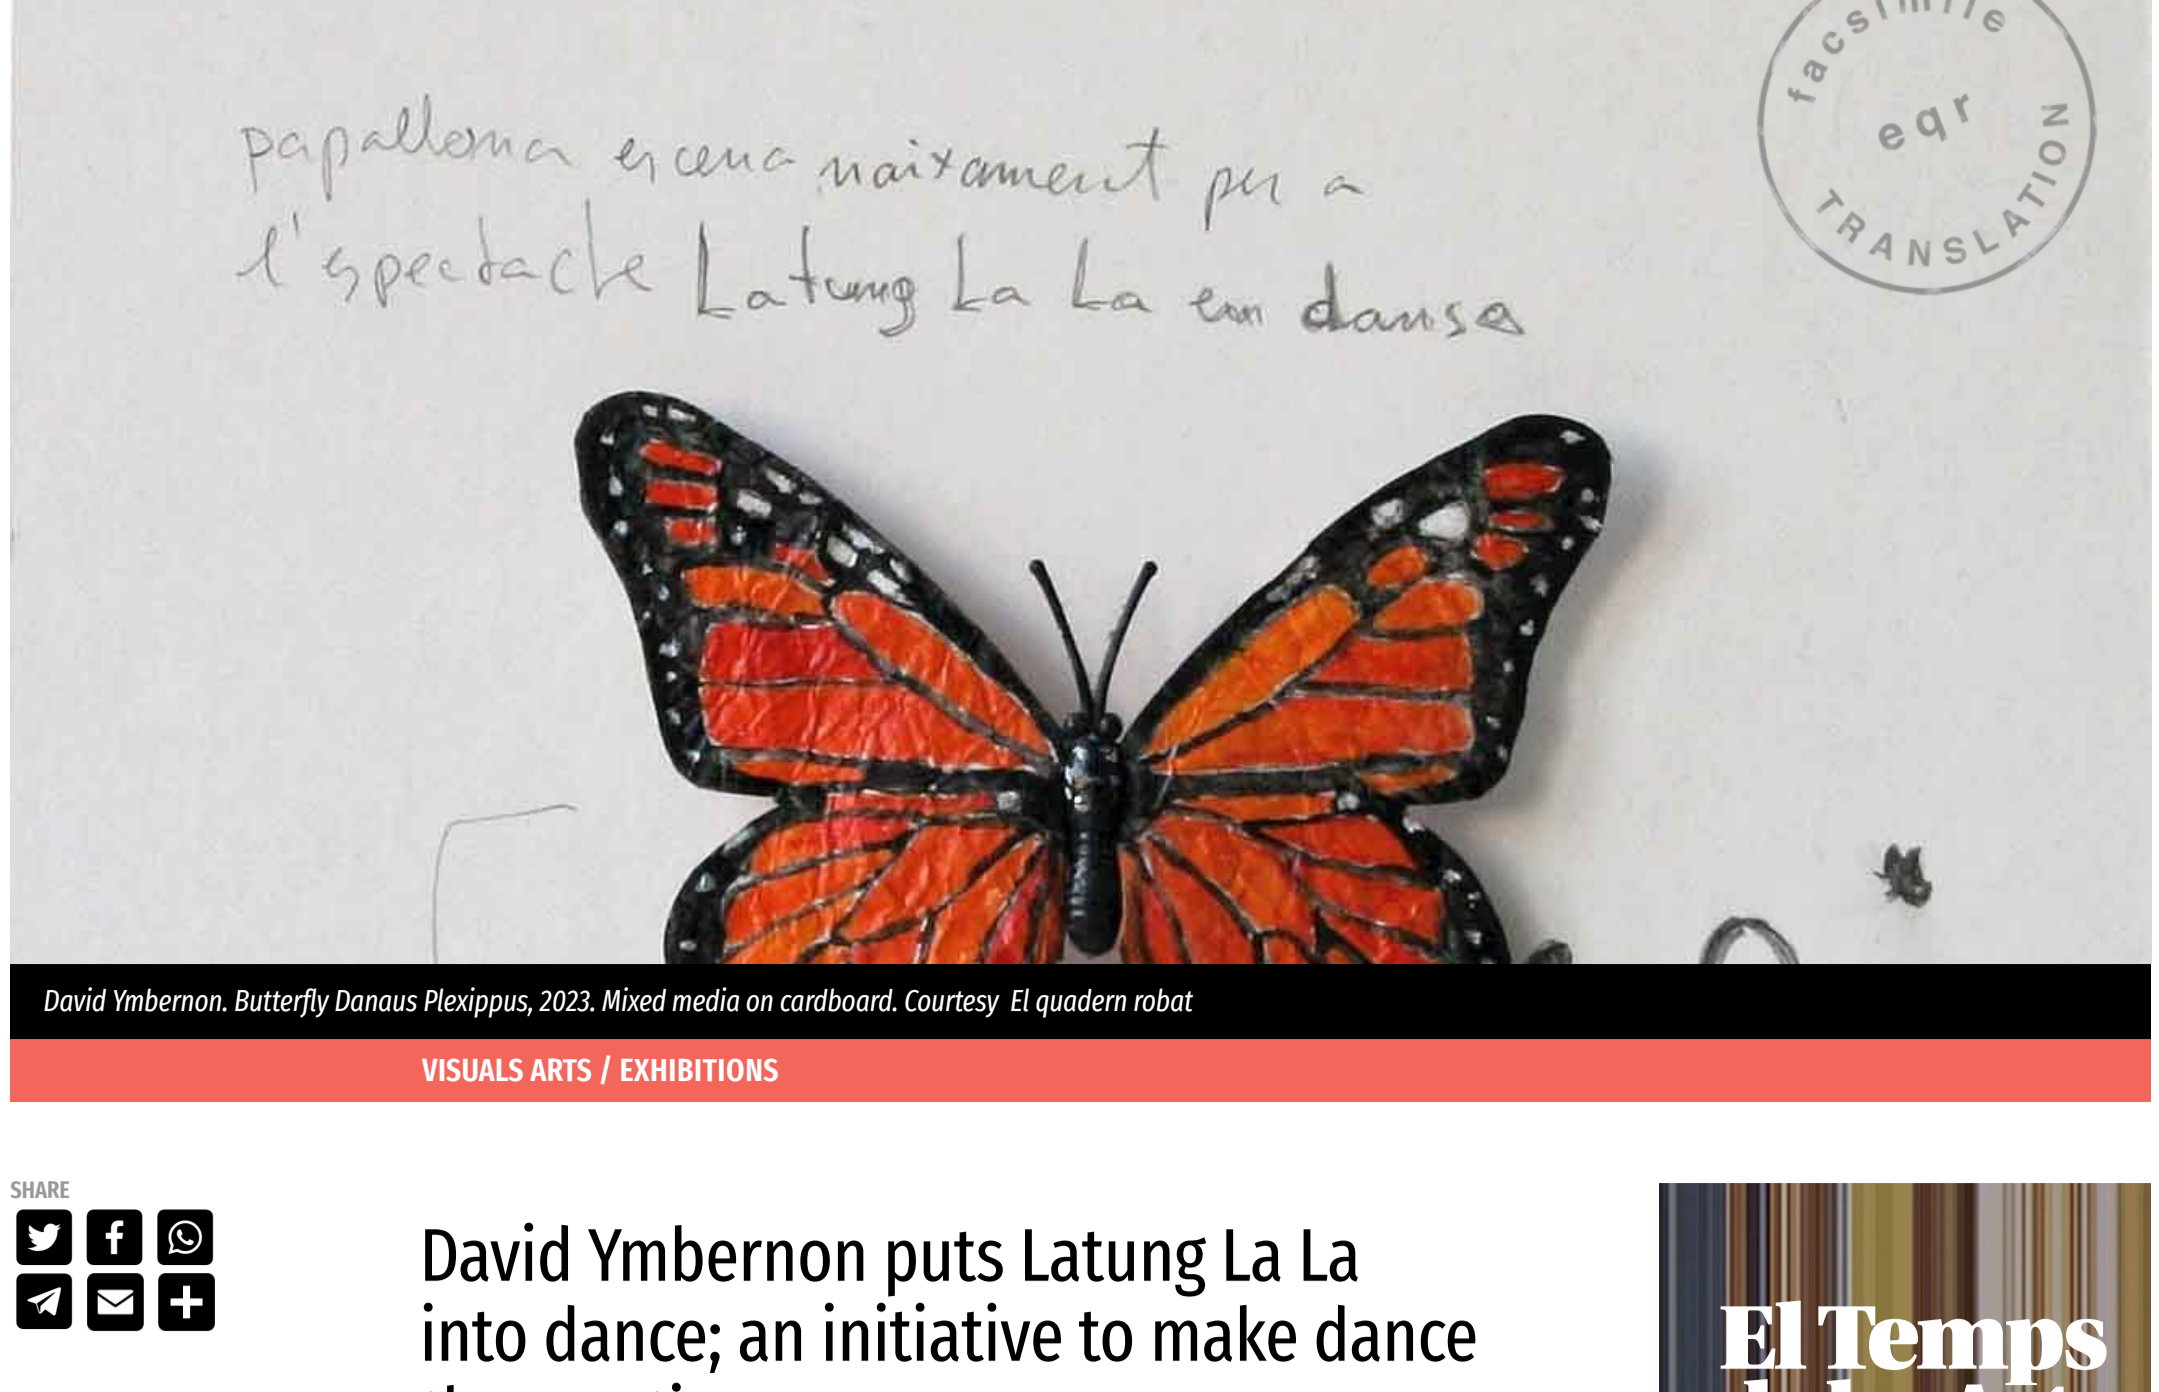 facsimile
eqr
TRANSLATION
papallona escena naixament per a
l'espectacle Latung La La em dansa
David Ymbernon. Butterfly Danaus Plexippus, 2023. Mixed media on cardboard. Courtesy El quadern robat
VISUALS ARTS / EXHIBITIONS
SHARE
David Ymbernon puts Latung La La
into dance; an initiative to make dance
El Temps